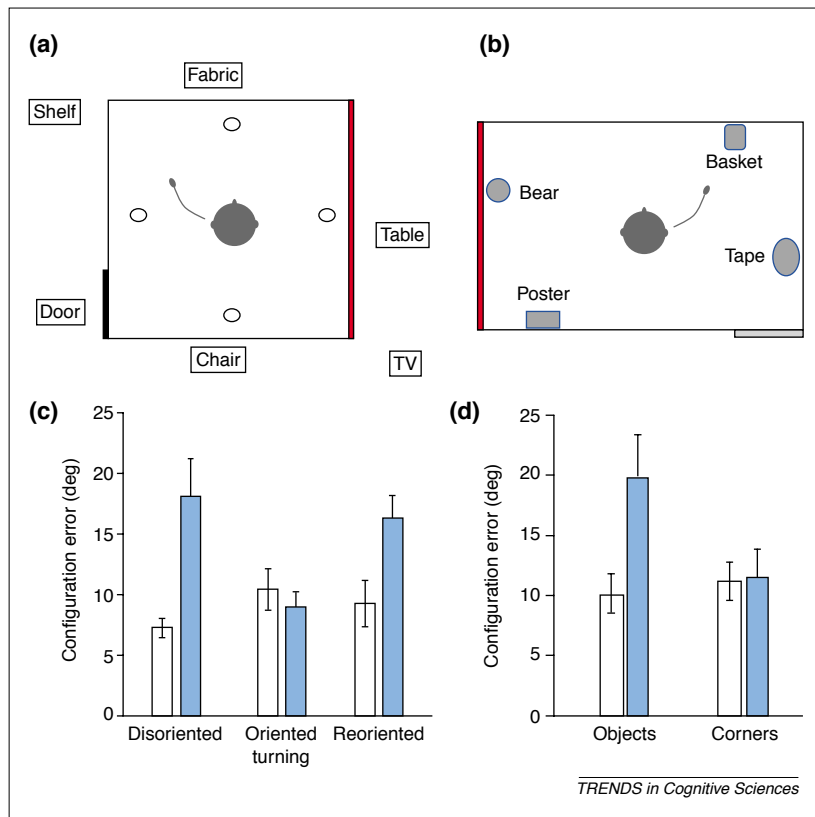 (a)
Fabric
Shelf
Table
Door
Chair
TV
(b)
Basket
Bear
Tape
Poster
(c)
Configuration error (deg)
25
20
15
10
5
0
Disoriented
Oriented
turning
Reoriented
(d)
Configuration error (deg)
25
20
15
10
5
0
Objects
Corners
TRENDS in Cognitive Sciences